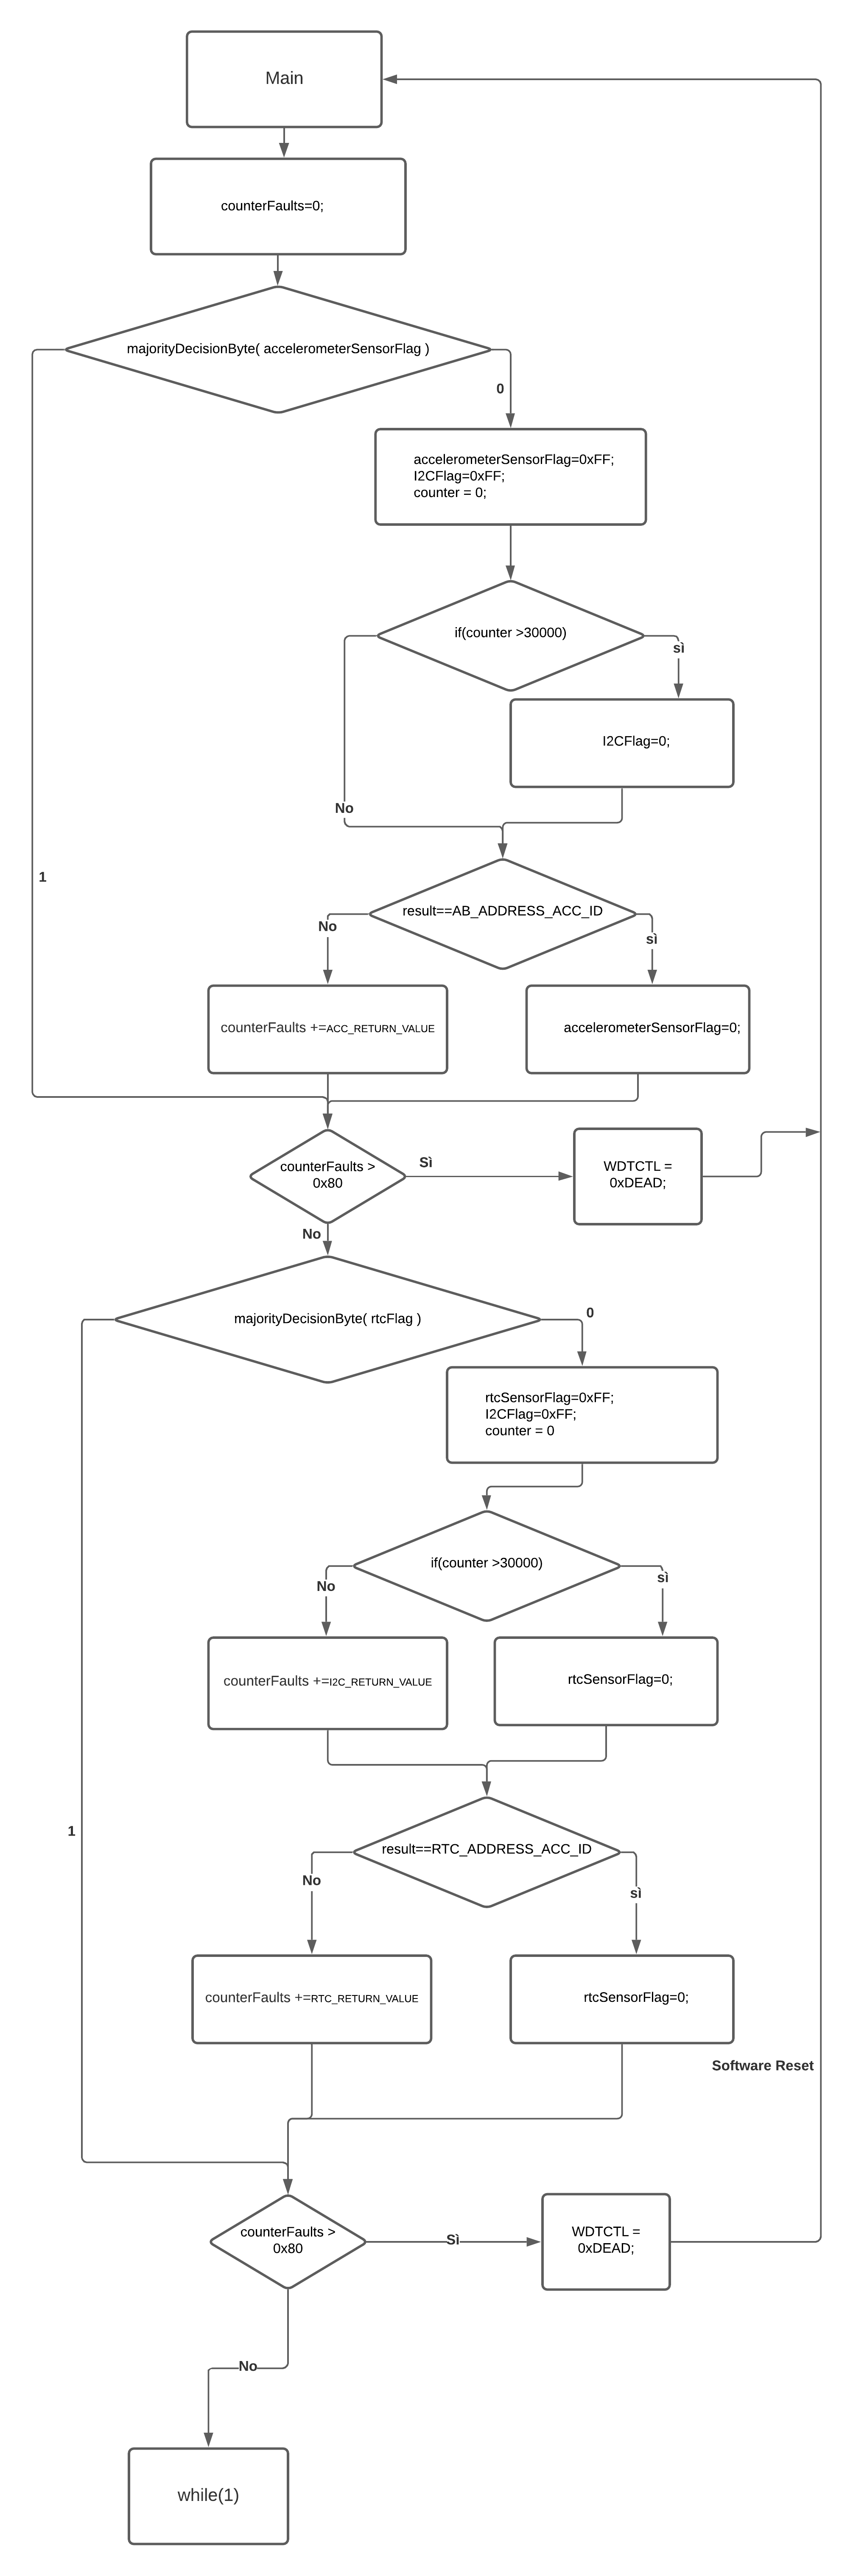 Main
counterFaults=0;
majorityDecisionByte( accelerometerSensorFlag )
0
accelerometerSensorFlag=0xFF;
I2CFlag=0xFF;
counter = 0;
if(counter >30000)
sì
I2CFlag=0;
No
1
result==AB_ADDRESS_ACC_ID
No
sì
counterFaults +=ACC_RETURN_VALUE
accelerometerSensorFlag=0;
counterFaults >
0x80
Sì
WDTCTL =
0xDEAD;
No
majorityDecisionByte( rtcFlag )
0
rtcSensorFlag=0xFF;
I2CFlag=0xFF;
counter = 0
if(counter >30000)
No
sì
counterFaults +=I2C_RETURN_VALUE
rtcSensorFlag=0;
1
result==RTC_ADDRESS_ACC_ID
No
sì
counterFaults +=RTC_RETURN_VALUE
rtcSensorFlag=0;
Software Reset
counterFaults >
0x80
Sì
WDTCTL =
0xDEAD;
No
while(1)